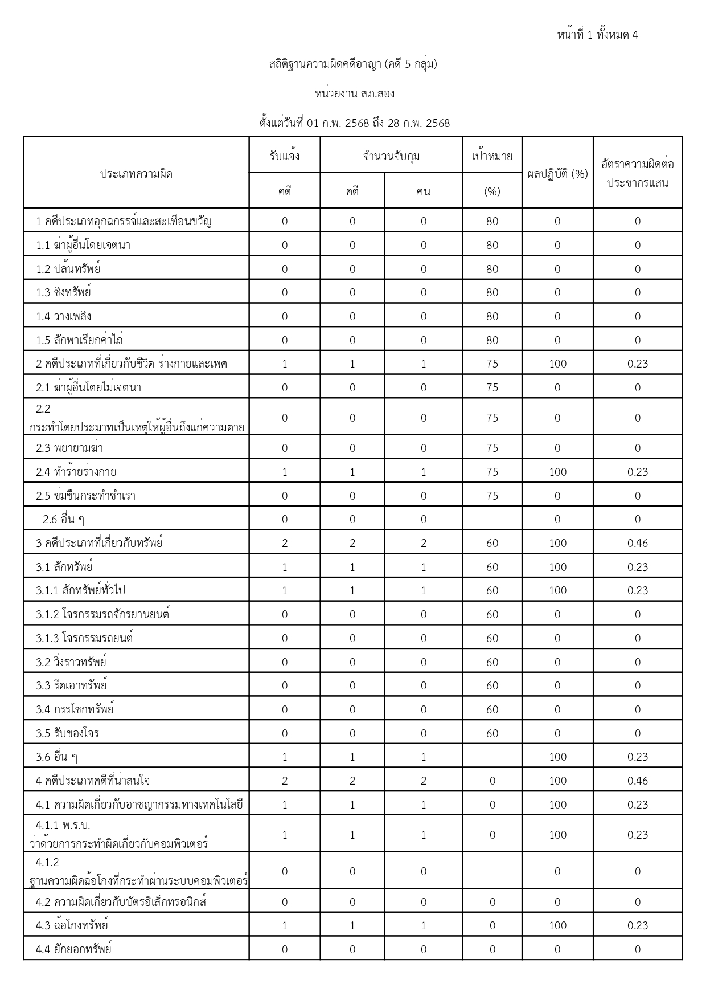 หน้าที่ 1 ทั้งหมด 4
สถิติฐานความผิดคดีอาญา (คดี 5 กลุ่ม)
หน่วยงาน สภ.สอง
ตั้งแต่วันที่ 01 ก.พ. 2568 ถึง 28 ก.พ. 2568
ประเภทความผิด รับแจ้ง จำนวนจับกุม เป้าหมาย ผลปฏิบัติ (%) อัตราความผิดต่อ
ประชากรแสน
คดี คดี คน (%)
1 คดีประเภทอุกฉกรรจ์และสะเทือนขวัญ 0 0 0 80 0 0
1.1 ฆ่าผู้อื่นโดยเจตนา 0 0 0 80 0 0
1.2 ปล้นทรัพย์ 0 0 0 80 0 0
1.3 ชิงทรัพย์ 0 0 0 80 0 0
1.4 วางเพลิง 0 0 0 80 0 0
1.5 ลักพาเรียกค่าไถ่ 0 0 0 80 0 0
2 คดีประเภทที่เกี่ยวกับชีวิต ร่างกายและเพศ 1 1 1 75 100 0.23
2.1 ฆ่าผู้อื่นโดยไม่เจตนา 0 0 0 75 0 0
2.2
กระทำโดยประมาทเป็นเหตุให้ผู้อื่นถึงแก่ความตาย 0 0 0 75 0 0
2.3 พยายามฆ่า 0 0 0 75 0 0
2.4 ทำร้ายร่างกาย 1 1 1 75 100 0.23
2.5 ข่มขืนกระทำชำเรา 0 0 0 75 0 0
2.6 อื่น ๆ 0 0 0 0 0
3 คดีประเภทที่เกี่ยวกับทรัพย์ 2 2 2 60 100 0.46
3.1 ลักทรัพย์ 1 1 1 60 100 0.23
3.1.1 ลักทรัพย์ทั่วไป 1 1 1 60 100 0.23
3.1.2 โจรกรรมรถจักรยานยนต์ 0 0 0 60 0 0
3.1.3 โจรกรรมรถยนต์ 0 0 0 60 0 0
3.2 วิ่งราวทรัพย์ 0 0 0 60 0 0
3.3 รีดเอาทรัพย์ 0 0 0 60 0 0
3.4 กรรโชกทรัพย์ 0 0 0 60 0 0
3.5 รับของโจร 0 0 0 60 0 0
3.6 อื่น ๆ 1 1 1 100 0.23
4 คดีประเภทคดีที่น่าสนใจ 2 2 2 0 100 0.46
4.1 ความผิดเกี่ยวกับอาชญากรรมทางเทคโนโลยี 1 1 1 0 100 0.23
4.1.1 พ.ร.บ.
ว่าด้วยการกระทำผิดเกี่ยวกับคอมพิวเตอร์ 1 1 1 0 100 0.23
4.1.2
ฐานความผิดฉ้อโกงที่กระทำผ่านระบบคอมพิวเตอร์ 0 0 0 0 0
4.2 ความผิดเกี่ยวกับบัตรอิเล็กทรอนิกส์ 0 0 0 0 0 0
4.3 ฉ้อโกงทรัพย์ 1 1 1 0 100 0.23
4.4 ยักยอกทรัพย์ 0 0 0 0 0 0